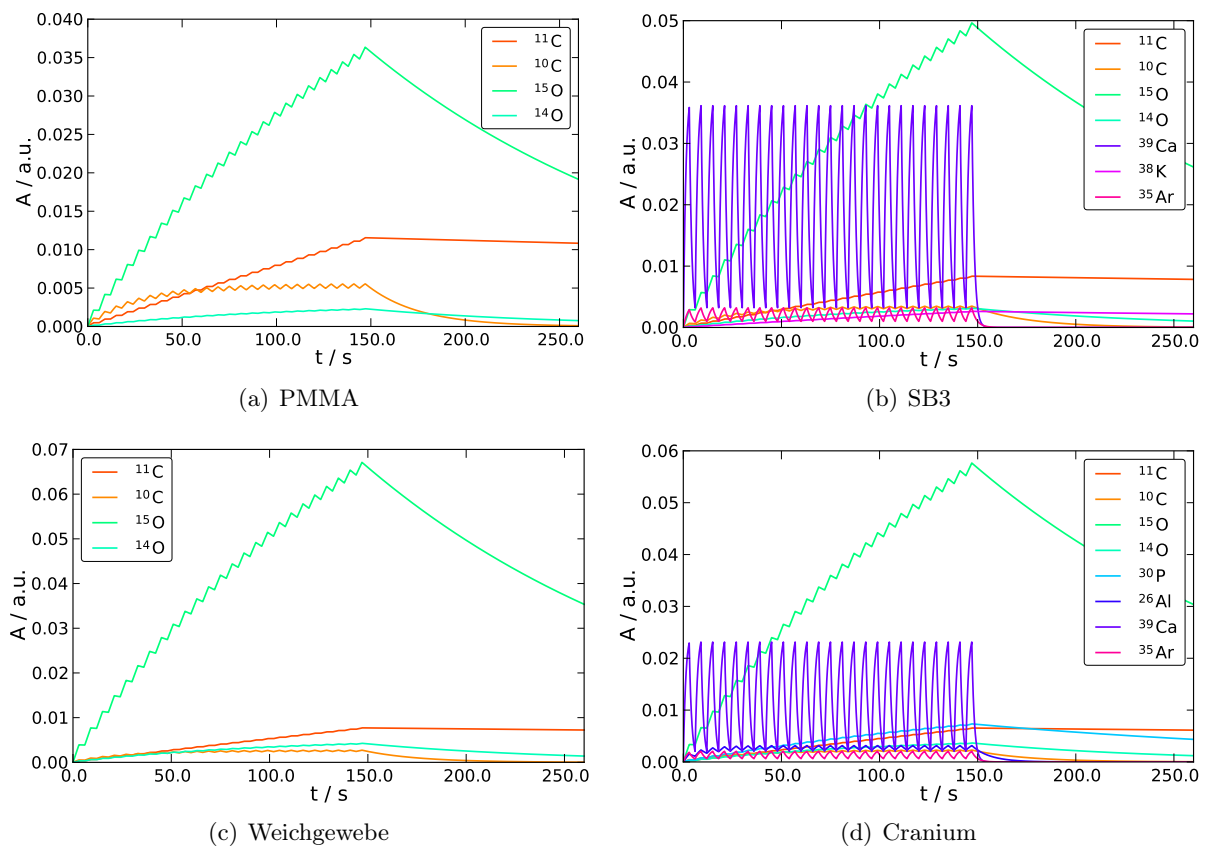 0.040
0.035
0.030
0.025
0.020
0.015
0.010
0.005
0.000
A / a.u.
0.0 50.0 100.0 150.0 200.0 250.0
t / s
¹¹C
¹⁰C
¹⁵O
¹⁴O
(a) PMMA
0.05
0.04
0.03
0.02
0.01
0.00
A / a.u.
0.0 50.0 100.0 150.0 200.0 250.0
t / s
¹¹C
¹⁰C
¹⁵O
¹⁴O
³⁹Ca
³⁸K
³⁵Ar
(b) SB3
0.07
0.06
0.05
0.04
0.03
0.02
0.01
0.00
A / a.u.
0.0 50.0 100.0 150.0 200.0 250.0
t / s
¹¹C
¹⁰C
¹⁵O
¹⁴O
(c) Weichgewebe
0.06
0.05
0.04
0.03
0.02
0.01
0.00
A / a.u.
0.0 50.0 100.0 150.0 200.0 250.0
t / s
¹¹C
¹⁰C
¹⁵O
¹⁴O
³⁰P
²⁶Al
³⁹Ca
³⁵Ar
(d) Cranium